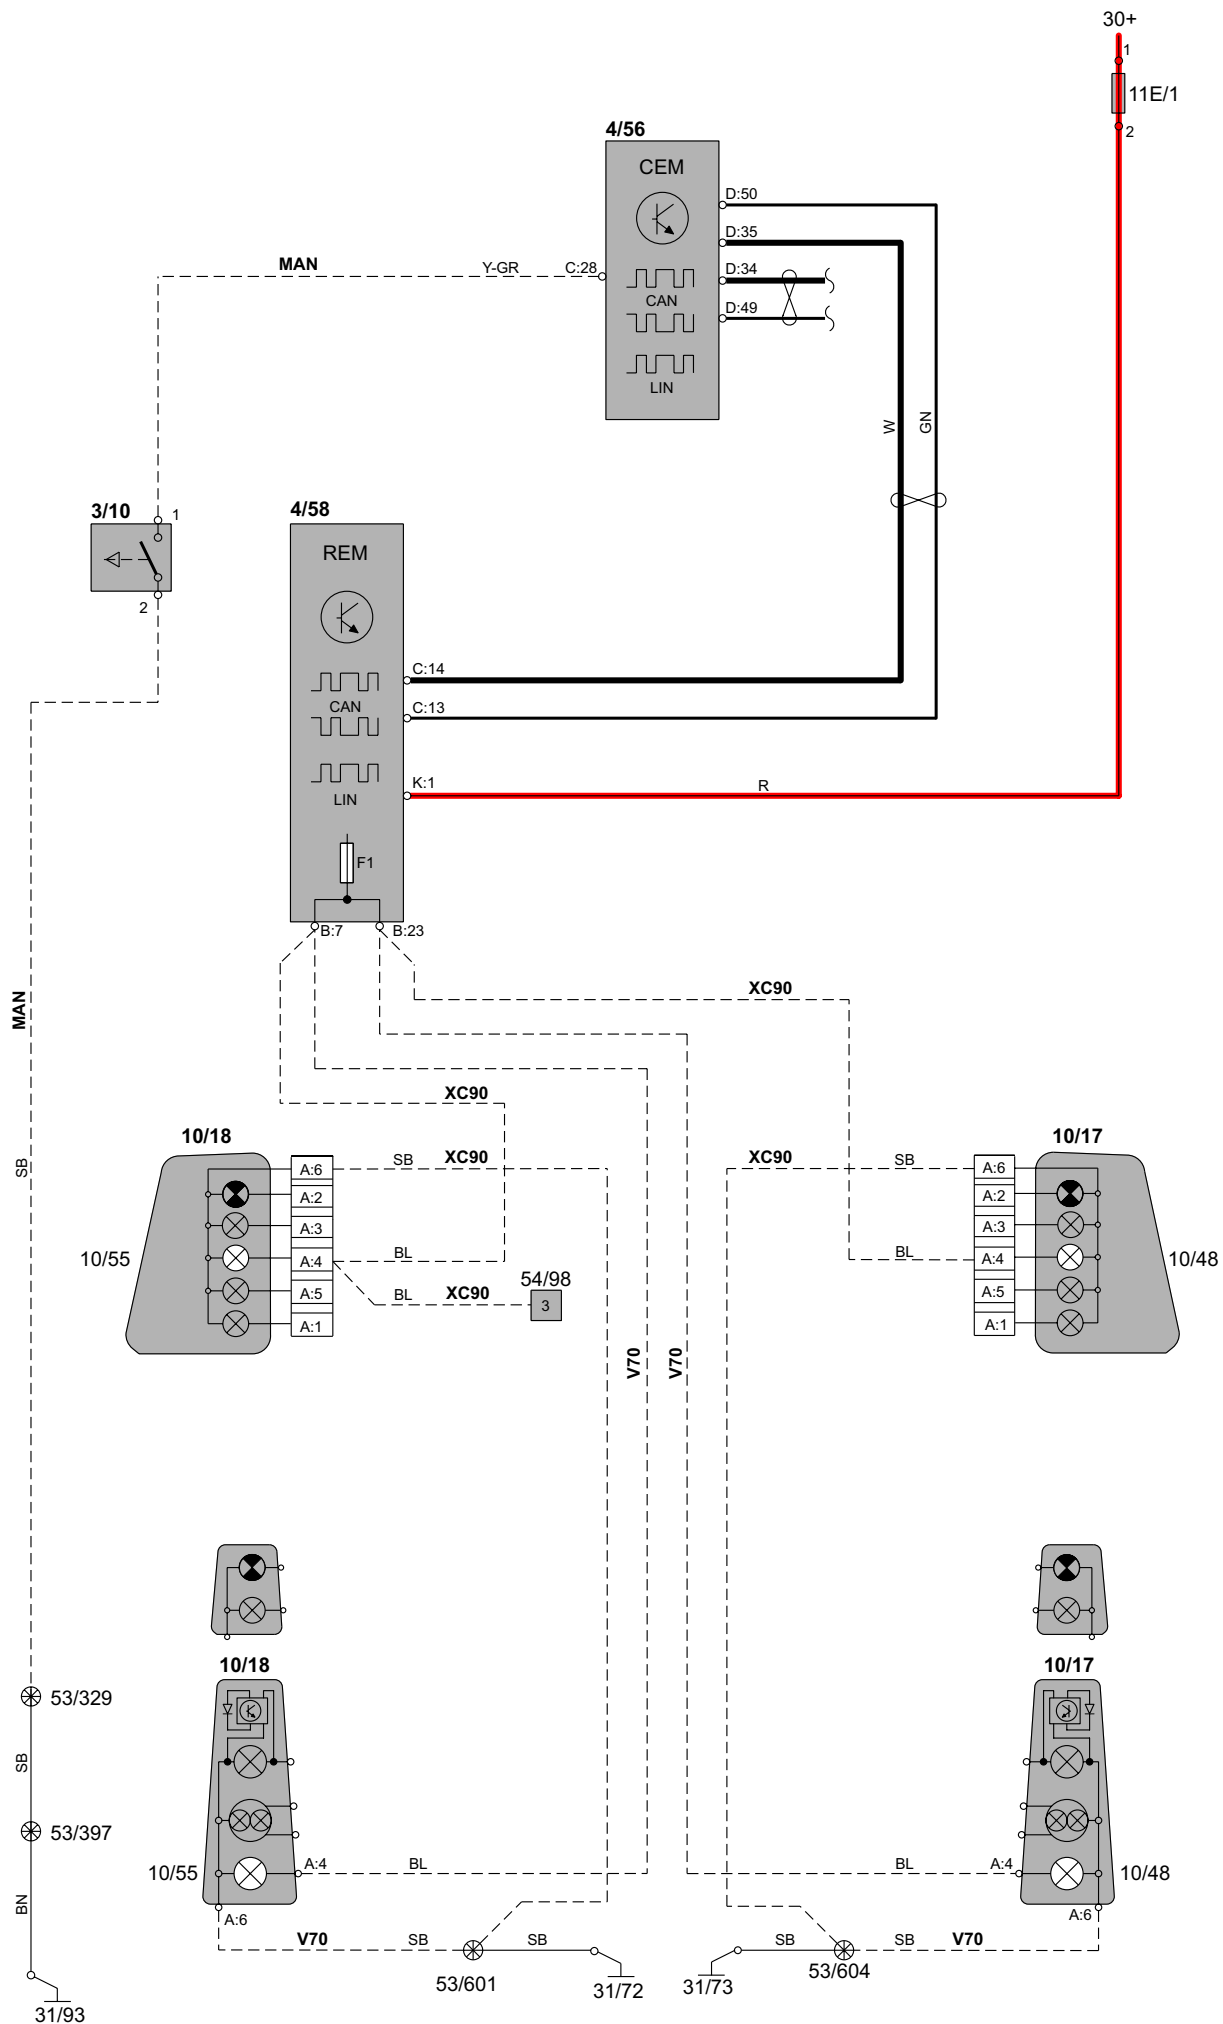 30+
1
11E/1
2
4/56
CEM
D:50
D:35
MAN
Y-GR
C:28
D:34
CAN
D:49
LIN
W
GN
3/10
1
2
4/58
REM
C:14
CAN
C:13
K:1
R
LIN
F1
B:7
B:23
MAN
SB
XC90
XC90
10/18
10/17
A:6
SB
XC90
XC90
SB
A:6
A:2
A:2
A:3
A:3
10/55
A:4
BL
BL
A:4
10/48
A:5
BL
XC90
54/98
3
A:5
A:1
A:1
V70
V70
10/18
10/17
53/329
SB
53/397
10/55
A:4
BL
BL
A:4
10/48
BN
A:6
A:6
V70
SB
SB
SB
SB
V70
53/601
31/72
31/73
53/604
31/93